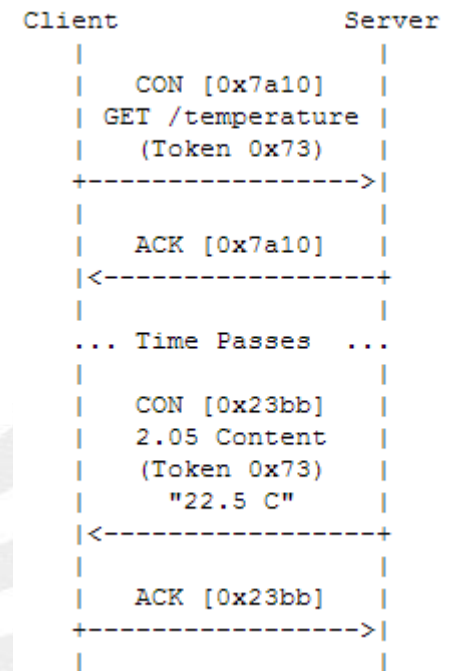 Client Server
CON [0x7a10]
GET /temperature
(Token 0x73)
ACK [0x7a10]
... Time Passes ...
CON [0x23bb]
2.05 Content
(Token 0x73)
"22.5 C"
ACK [0x23bb]